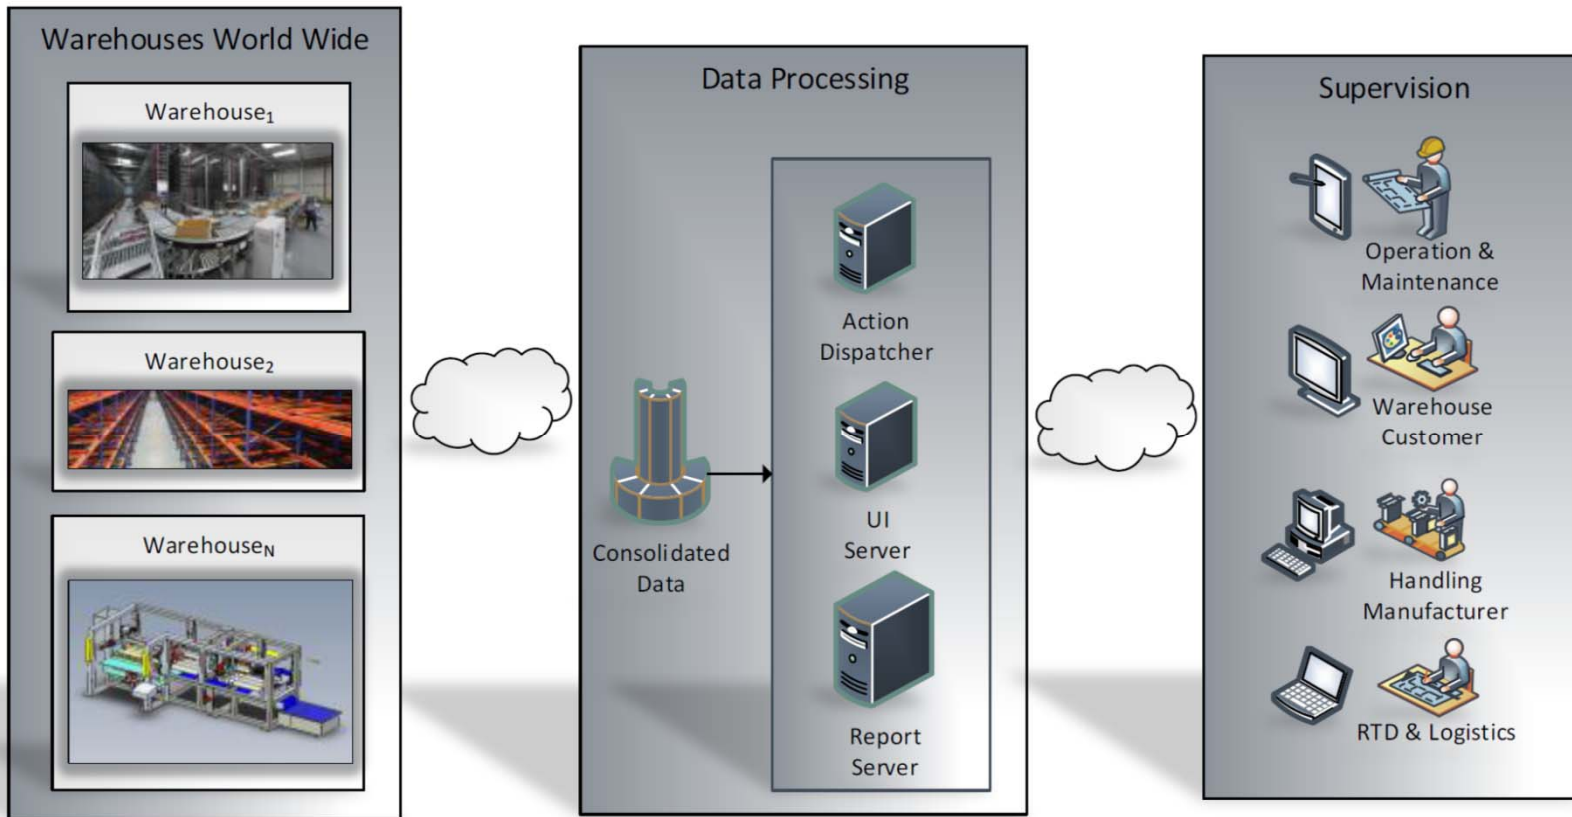 Warehouses World Wide
Warehouse₁
Warehouse₂
Warehouse_N
Data Processing
Action
Dispatcher
UI
Server
Report
Server
Consolidated
Data
Supervision
Operation &
Maintenance
Warehouse
Customer
Handling
Manufacturer
RTD & Logistics